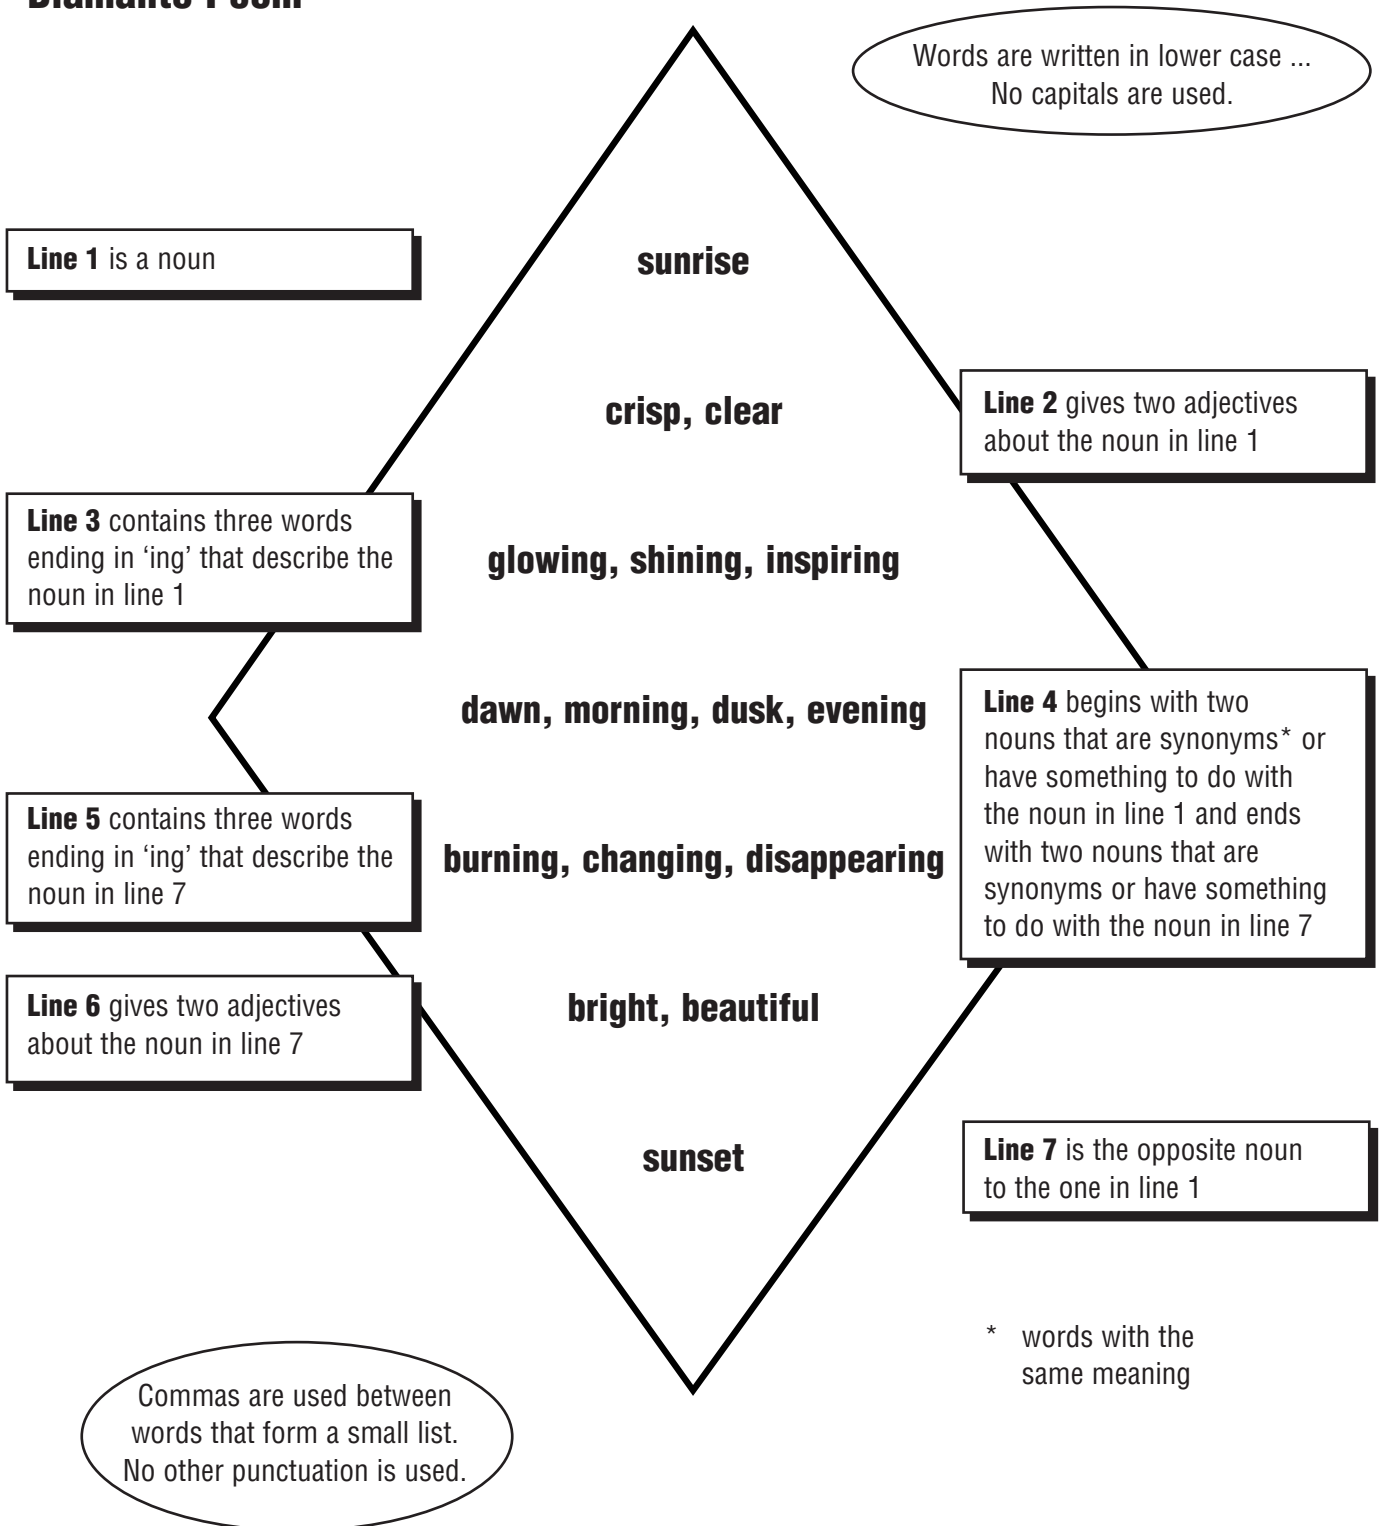 Diamante Poem
Words are written in lower case ...
No capitals are used.
Line 1 is a noun
sunrise
crisp, clear
Line 2 gives two adjectives
about the noun in line 1
Line 3 contains three words
ending in ‘ing’ that describe the
noun in line 1
glowing, shining, inspiring
dawn, morning, dusk, evening
Line 4 begins with two
nouns that are synonyms* or
have something to do with
the noun in line 1 and ends
with two nouns that are
synonyms or have something
to do with the noun in line 7
Line 5 contains three words
ending in ‘ing’ that describe the
noun in line 7
burning, changing, disappearing
Line 6 gives two adjectives
about the noun in line 7
bright, beautiful
sunset
Line 7 is the opposite noun
to the one in line 1
* words with the
same meaning
Commas are used between
words that form a small list.
No other punctuation is used.